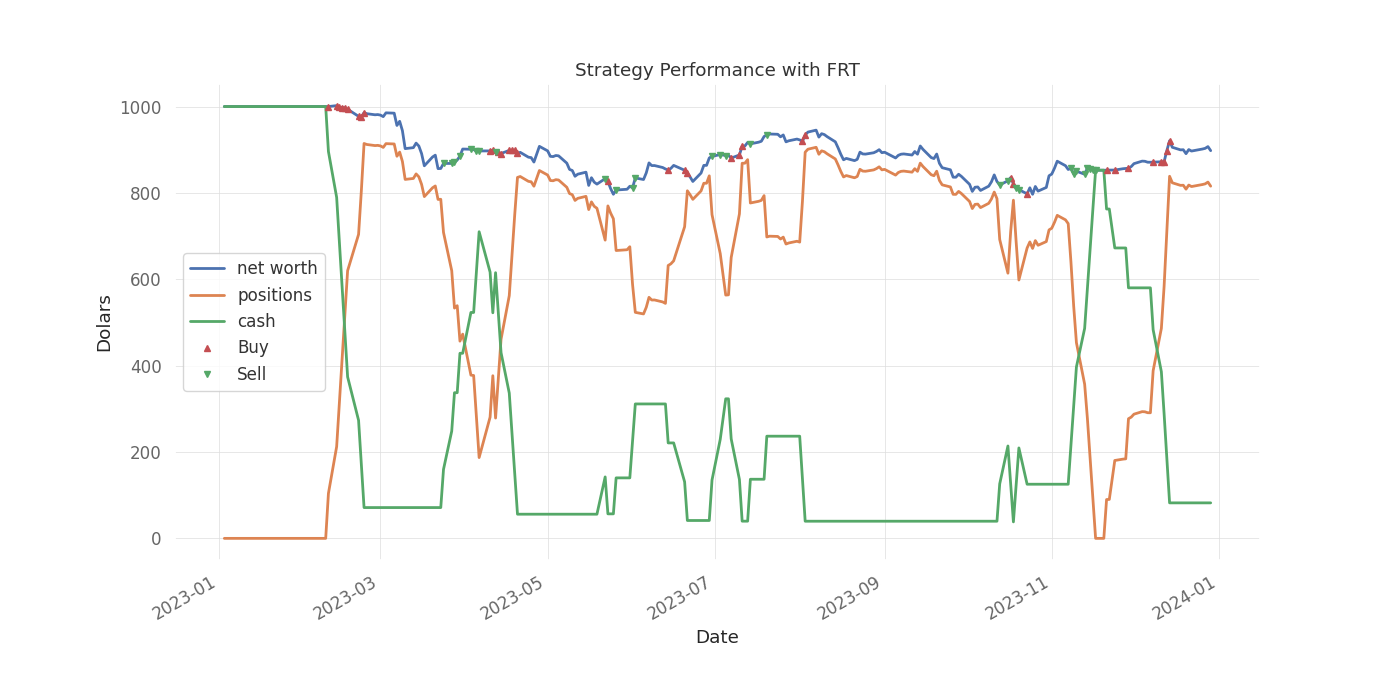 Strategy Performance with FRT
1000
800
600
400
200
0
Dolars
net worth
positions
cash
Buy
Sell
2023-01
2023-03
2023-05
2023-07
2023-09
2023-11
2024-01
Date